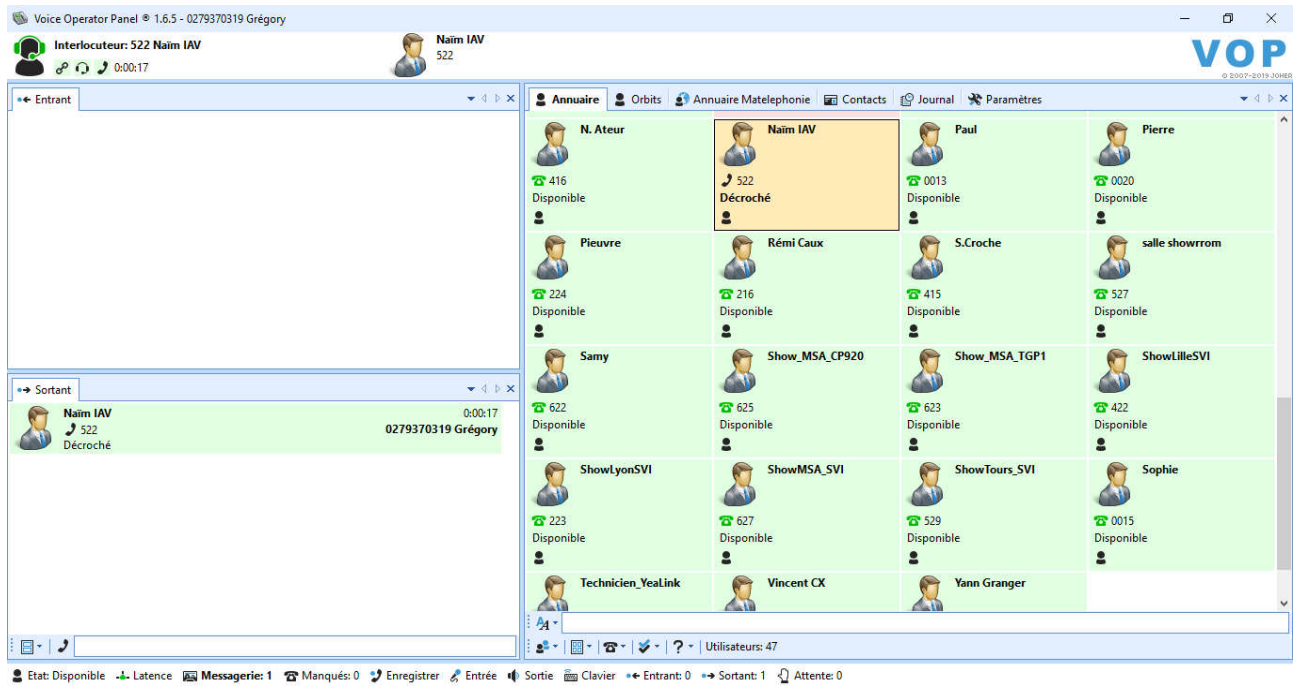 Voice Operator Panel ® 1.6.5 - 0279370319 Grégory
Interlocuteur: 522 Naïm IAV
0:00:17
Naïm IAV
522
VOP
© 2007-2019 JOHER
Entrant
Annuaire Orbits Annuaire Matelephonie Contacts Journal Paramètres
N. Ateur Naïm IAV Paul Pierre
416 522 0013 0020
Disponible Décroché Disponible Disponible
Pieuvre Rémi Caux S.Croche salle showrrom
224 216 415 527
Disponible Disponible Disponible Disponible
Samy Show_MSA_CP920 Show_MSA_TGP1 ShowLilleSVI
622 625 623 422
Disponible Disponible Disponible Disponible
ShowLyonSVI ShowMSA_SVI ShowTours_SVI Sophie
223 627 529 0015
Disponible Disponible Disponible Disponible
Technicien_YeaLink Vincent CX Yann Granger
Sortant
Naïm IAV 0:00:17
522 0279370319 Grégory
Décroché
Utilisateurs: 47
Etat: Disponible Latence Messagerie: 1 Manqués: 0 Enregistrer Entrée Sortie Clavier Entrant: 0 Sortant: 1 Attente: 0